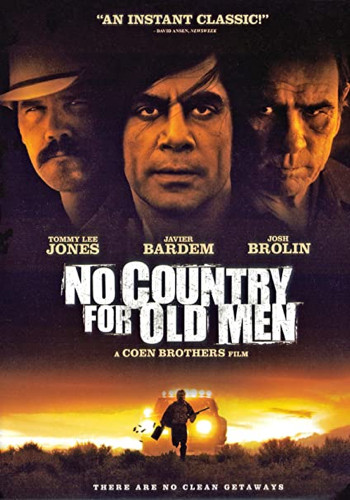 "AN INSTANT CLASSIC!"
– DAVID ANSEN, NEWSWEEK
TOMMY LEE JONES
JAVIER BARDEM
JOSH BROLIN
NO COUNTRY
FOR OLD MEN
A COEN BROTHERS FILM
THERE ARE NO CLEAN GETAWAYS